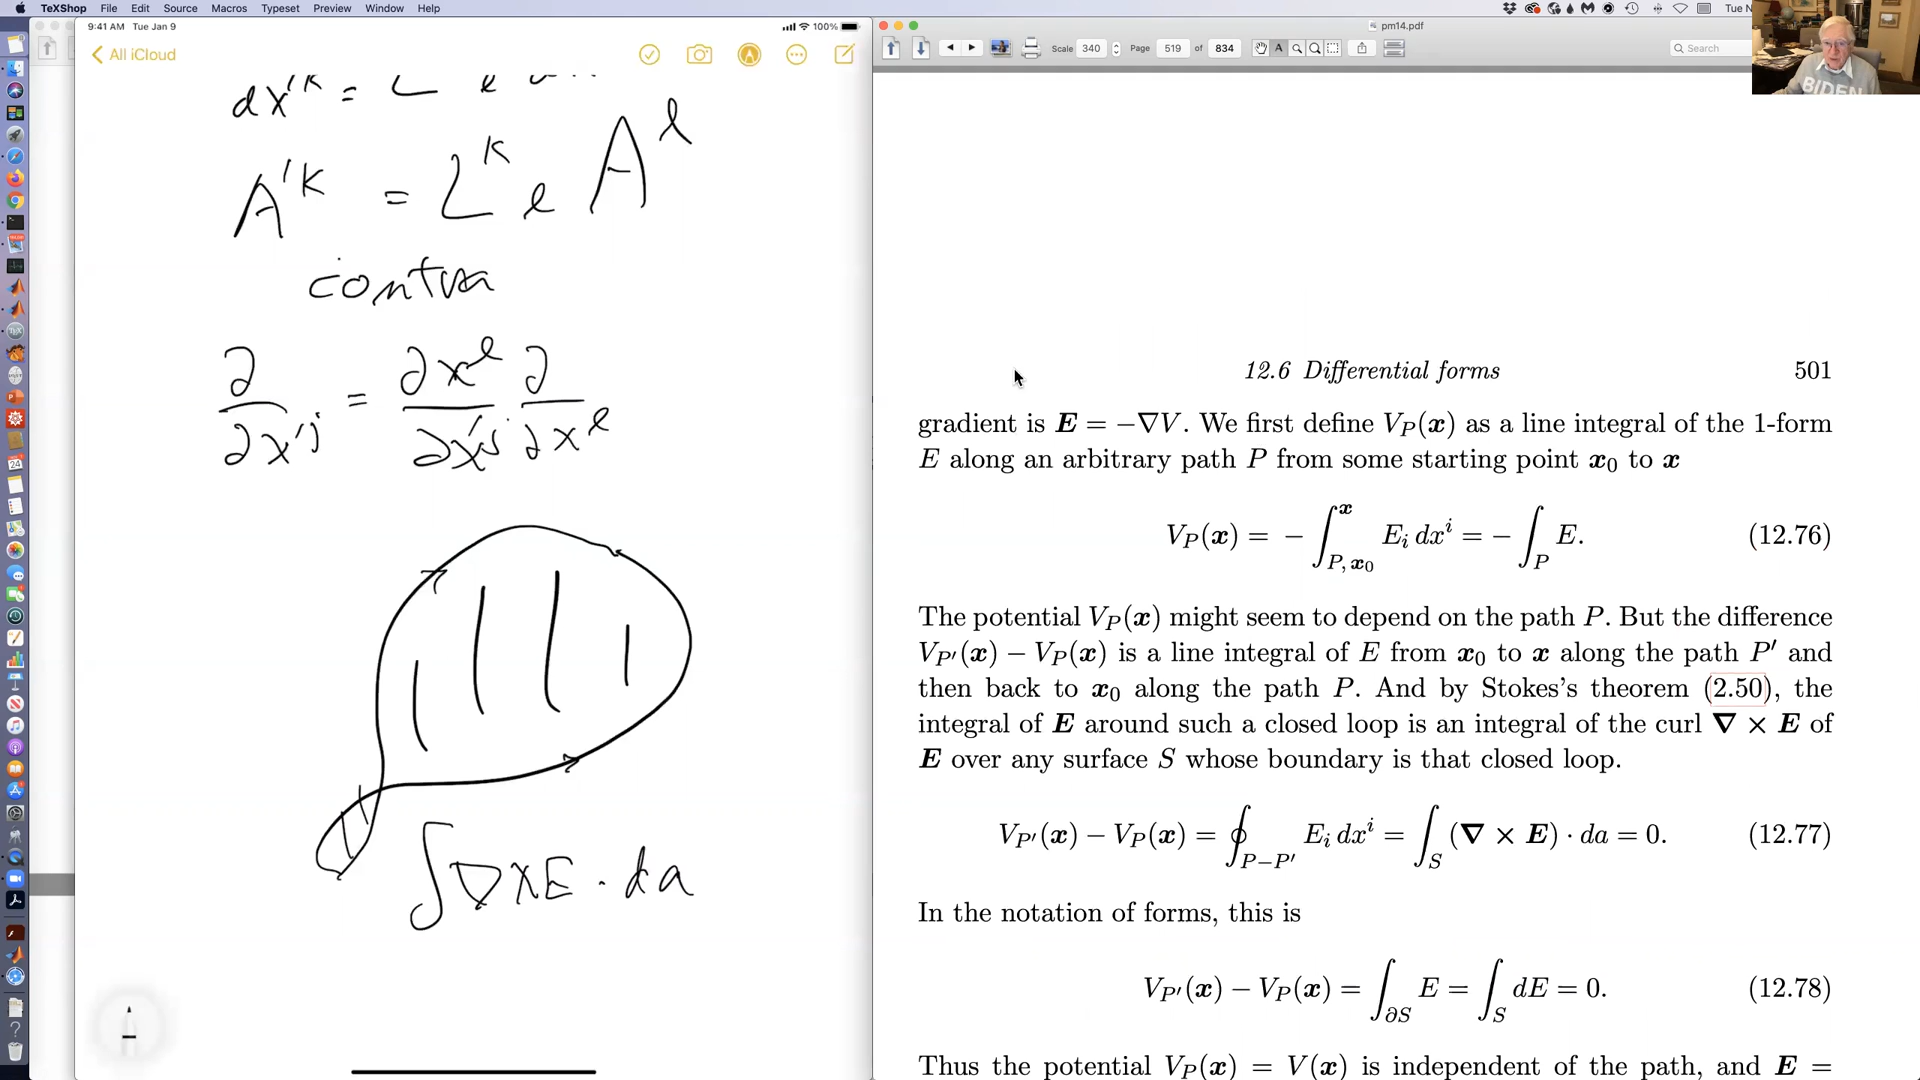 TeXShop File Edit Source Macros Typeset Preview Window Help
Tue N
9:41 AM Tue Jan 9
100%
All iCloud
dx'^k = L
A'^k = L^k_l A^l
contra
∂/∂x'^j = ∂x^l/∂x'^j ∂/∂x^l
∫∇×E · da
pm14.pdf
Scale 340 Page 519 of 834
Search
BIDEN
12.6 Differential forms 501
gradient is E = −∇V. We first define V_P(x) as a line integral of the 1-form
E along an arbitrary path P from some starting point x_0 to x
V_P(x) = − ∫_{P, x_0}^{x} E_i dx^i = − ∫_P E. (12.76)
The potential V_P(x) might seem to depend on the path P. But the difference
V_{P′}(x) − V_P(x) is a line integral of E from x_0 to x along the path P′ and
then back to x_0 along the path P. And by Stokes's theorem (2.50), the
integral of E around such a closed loop is an integral of the curl ∇ × E of
E over any surface S whose boundary is that closed loop.
V_{P′}(x) − V_P(x) = ∮_{P−P′} E_i dx^i = ∫_S (∇ × E) · da = 0. (12.77)
In the notation of forms, this is
V_{P′}(x) − V_P(x) = ∫_{∂S} E = ∫_S dE = 0. (12.78)
Thus the potential V_P(x) = V(x) is independent of the path, and E =